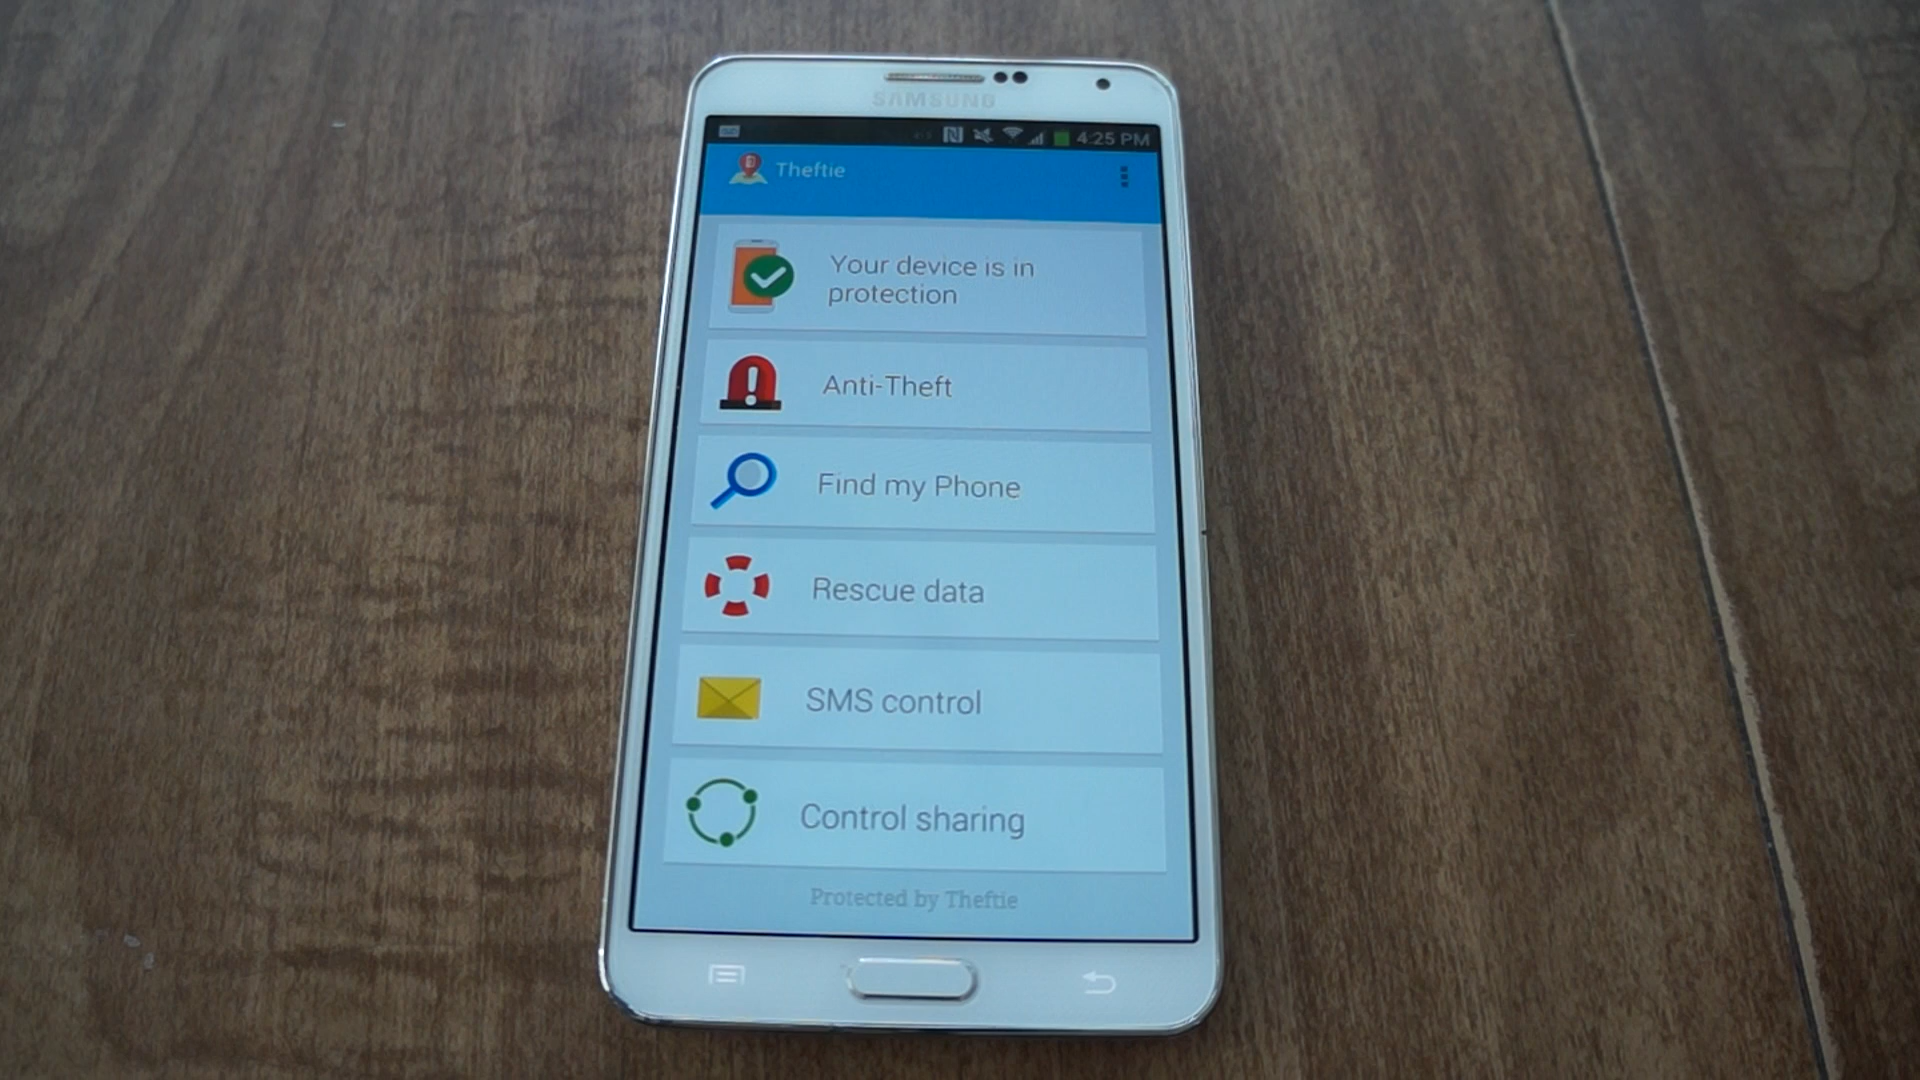 SAMSUNG
4:25 PM
Theftie
Your device is in
protection
Anti-Theft
Find my Phone
Rescue data
SMS control
Control sharing
Protected by Theftie